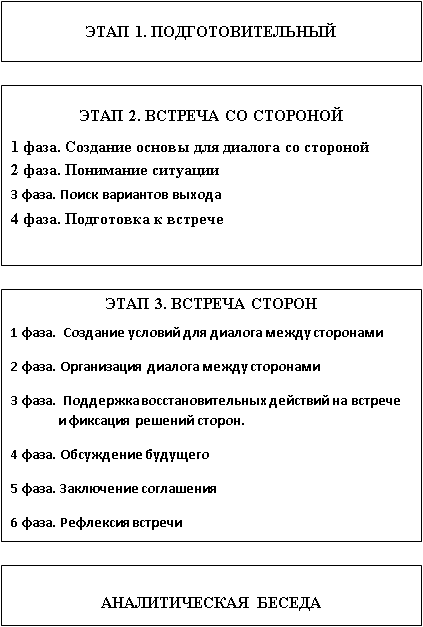 ЭТАП 1. ПОДГОТОВИТЕЛЬНЫЙ
ЭТАП 2. ВСТРЕЧА СО СТОРОНОЙ
1 фаза. Создание основы для диалога со стороной
2 фаза. Понимание ситуации
3 фаза. Поиск вариантов выхода
4 фаза. Подготовка к встрече
ЭТАП 3. ВСТРЕЧА СТОРОН
1 фаза. Создание условий для диалога между сторонами
2 фаза. Организация диалога между сторонами
3 фаза. Поддержка восстановительных действий на встрече
и фиксация решений сторон.
4 фаза. Обсуждение будущего
5 фаза. Заключение соглашения
6 фаза. Рефлексия встречи
АНАЛИТИЧЕСКАЯ БЕСЕДА